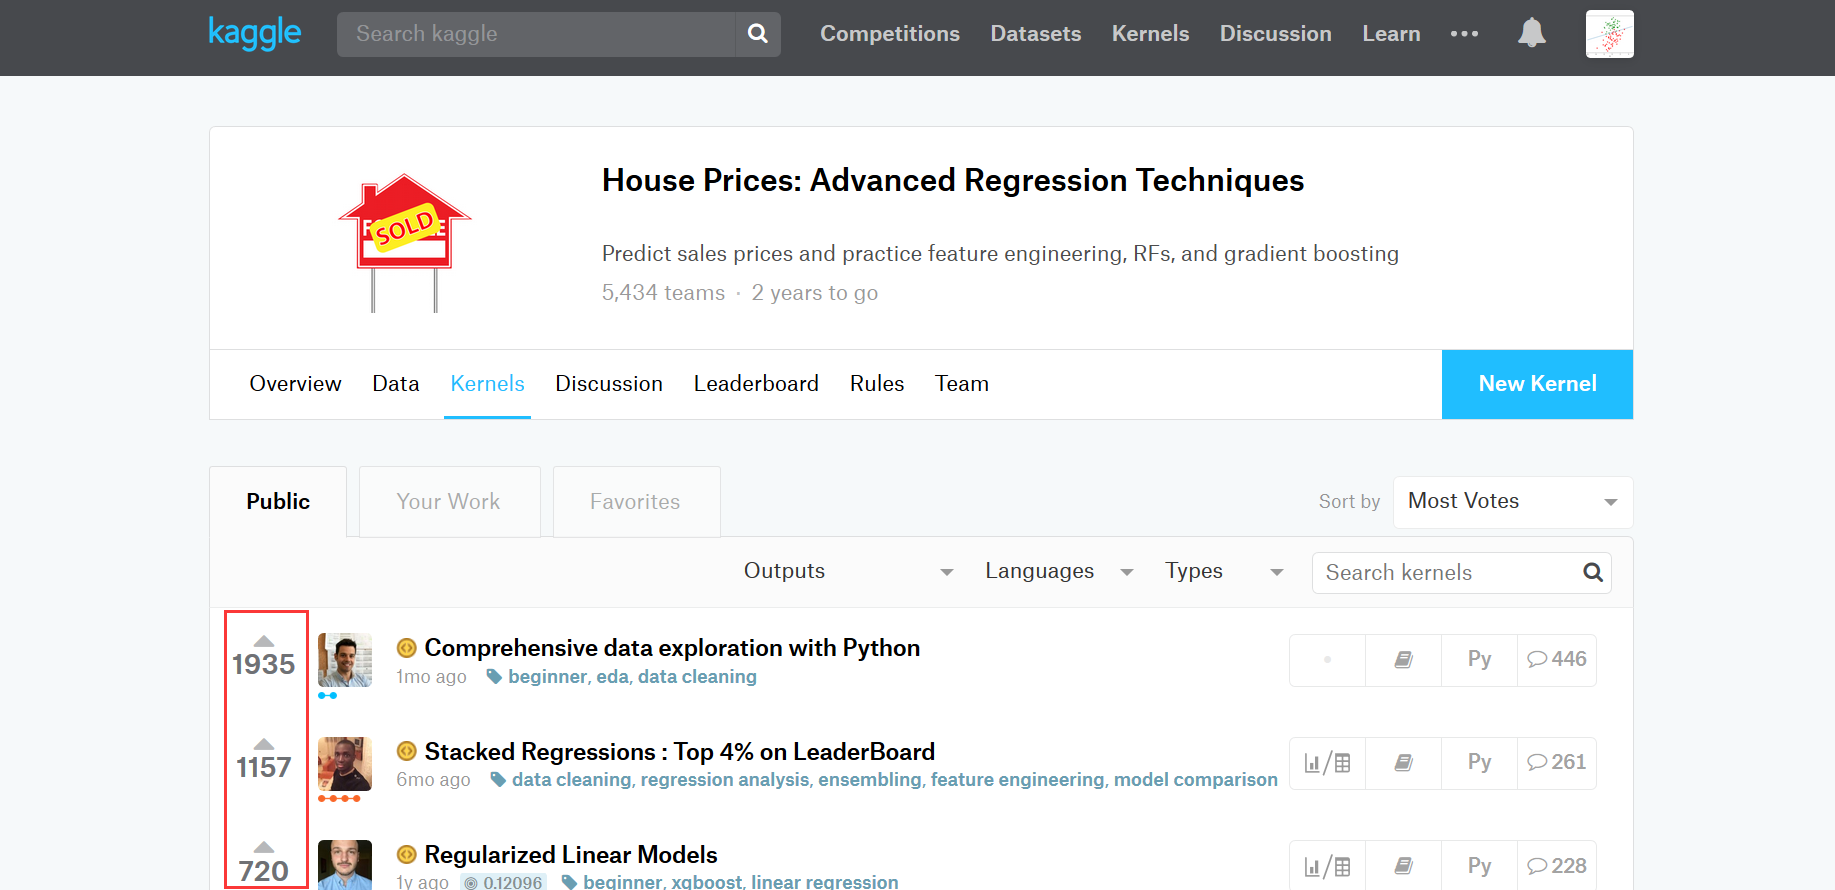 kaggle
Search kaggle
Competitions Datasets Kernels Discussion Learn
SOLD
House Prices: Advanced Regression Techniques
Predict sales prices and practice feature engineering, RFs, and gradient boosting
5,434 teams · 2 years to go
Overview Data Kernels Discussion Leaderboard Rules Team New Kernel
Public Your Work Favorites Sort by Most Votes
Outputs Languages Types Search kernels
1935 Comprehensive data exploration with Python
1mo ago beginner, eda, data cleaning
Py 446
1157 Stacked Regressions : Top 4% on LeaderBoard
6mo ago data cleaning, regression analysis, ensembling, feature engineering, model comparison
Py 261
720 Regularized Linear Models
1y ago 0.12096 beginner, xgboost, linear regression
Py 228